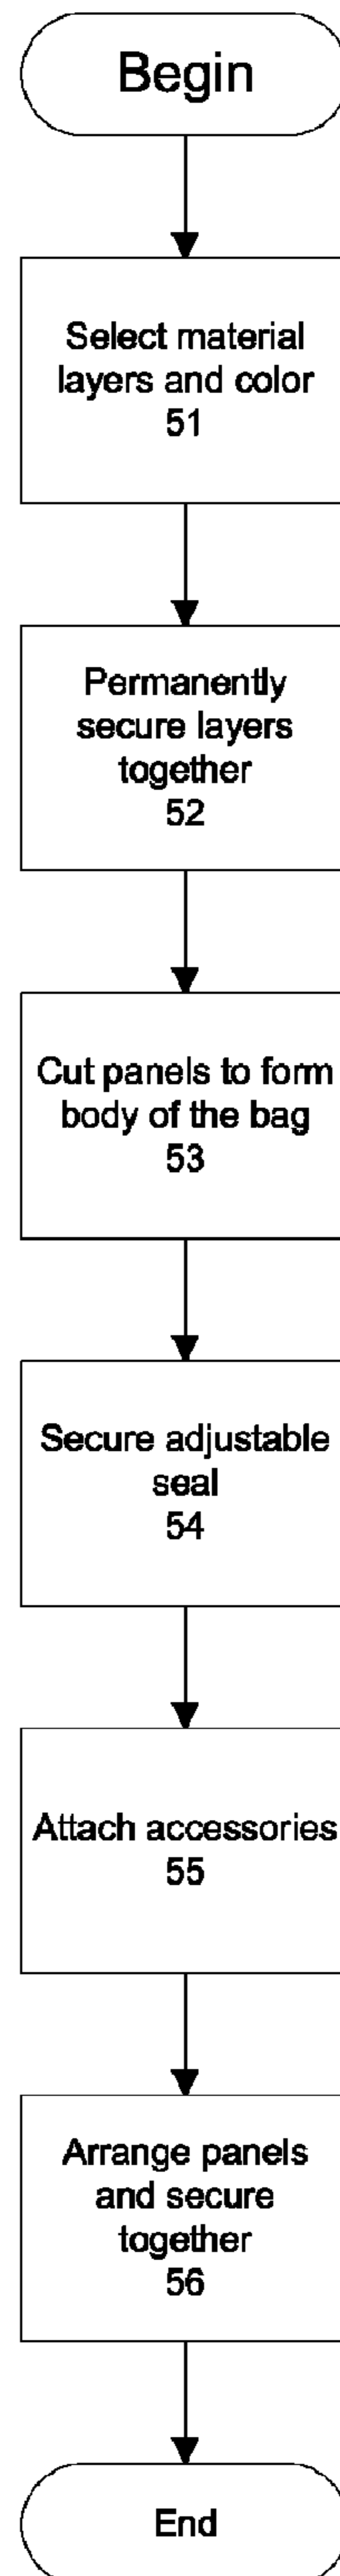 Begin
Select material
layers and color
51
Permanently
secure layers
together
52
Cut panels to form
body of the bag
53
Secure adjustable
seal
54
Attach accessories
55
Arrange panels
and secure
together
56
End